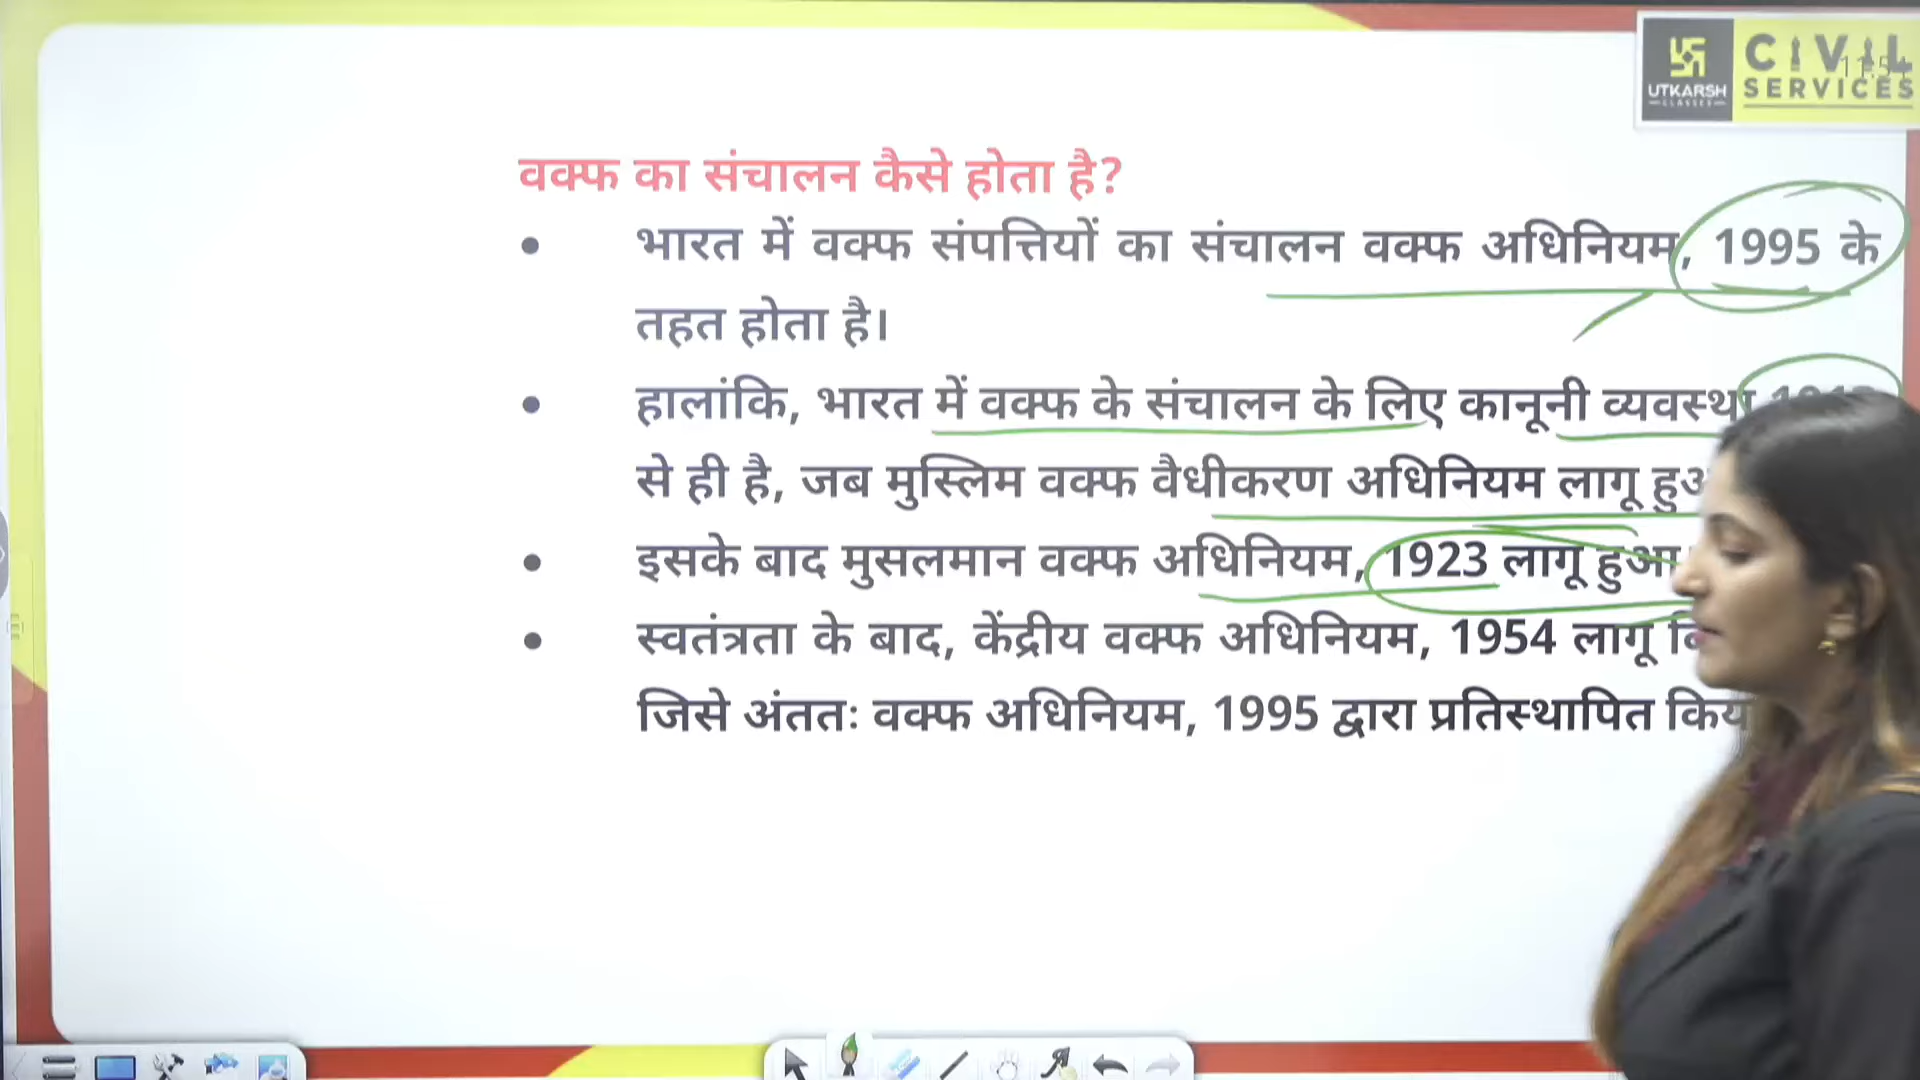 UTKARSH
CLASSES
CIVIL
SERVICES
वक्फ का संचालन कैसे होता है?
• भारत में वक्फ संपत्तियों का संचालन वक्फ अधिनियम, 1995 के
तहत होता है।
• हालांकि, भारत में वक्फ के संचालन के लिए कानूनी व्यवस्था
से ही है, जब मुस्लिम वक्फ वैधीकरण अधिनियम लागू
• इसके बाद मुसलमान वक्फ अधिनियम, 1923 लागू हुआ
• स्वतंत्रता के बाद, केंद्रीय वक्फ अधिनियम, 1954 लागू
जिसे अंततः वक्फ अधिनियम, 1995 द्वारा प्रतिस्थापित